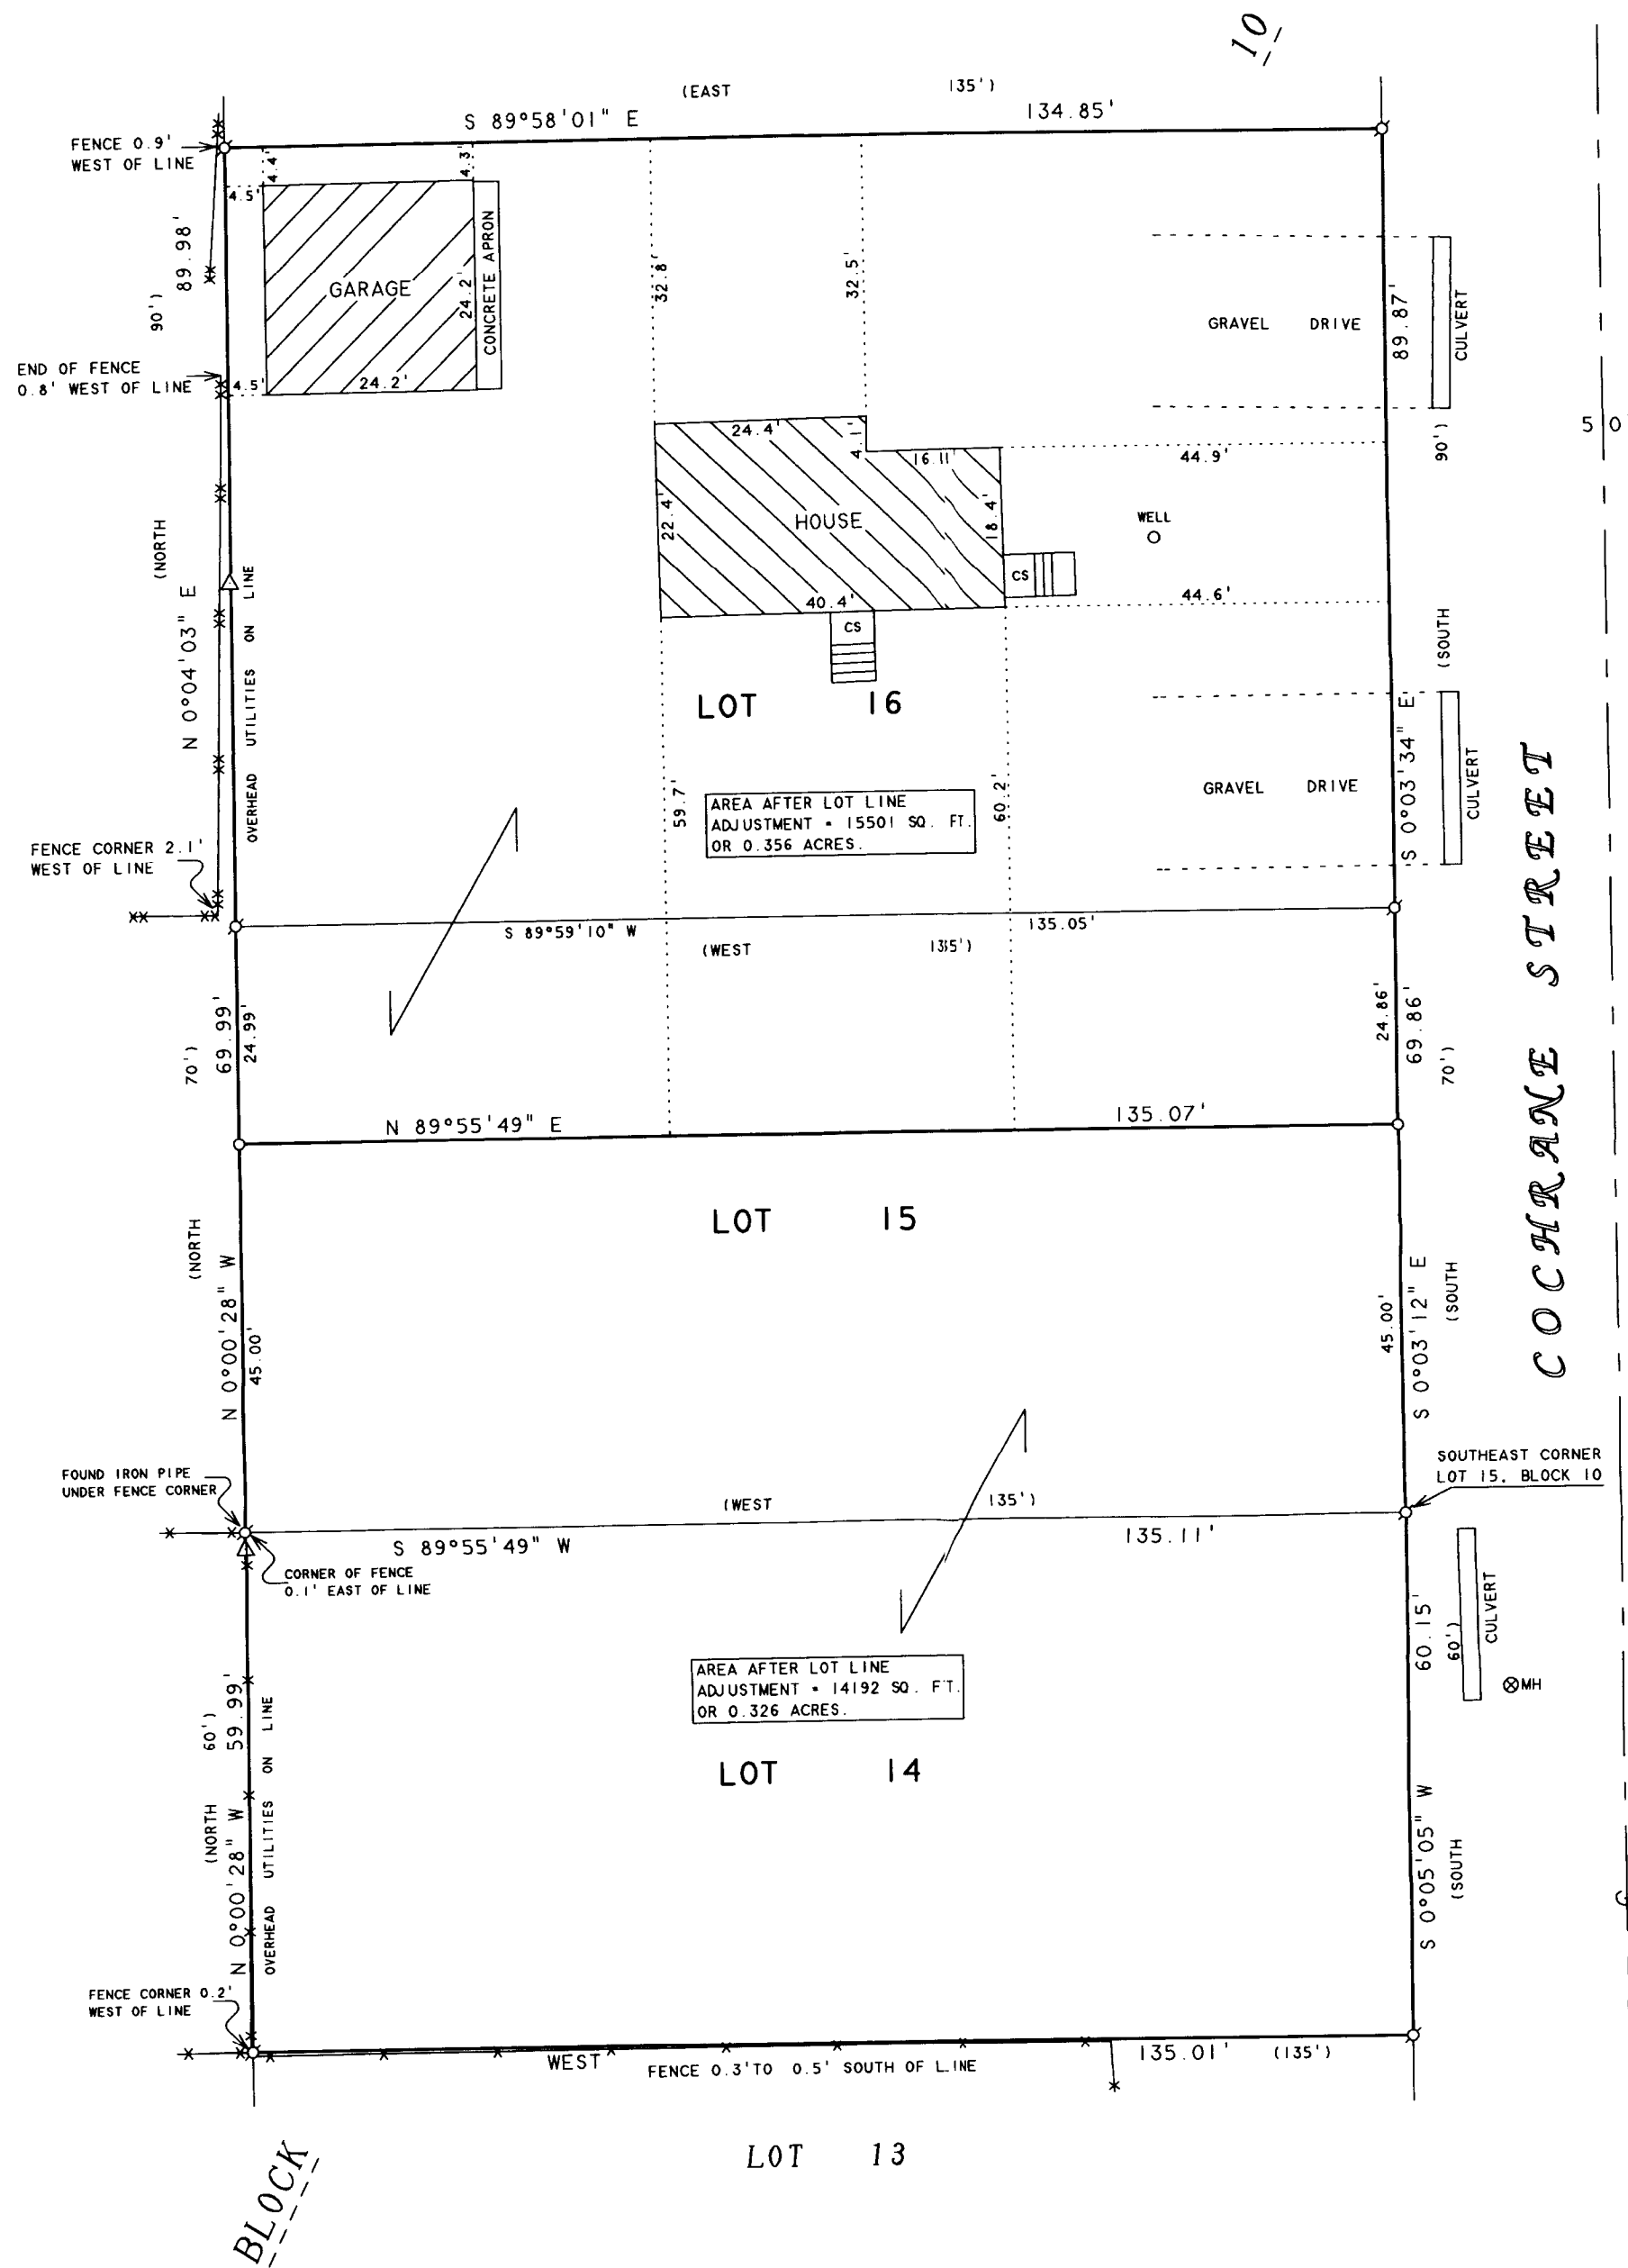 10
(EAST 135')
S 89°58'01" E 134.85'
FENCE 0.9'
WEST OF LINE
4.4'
4.3'
4.5'
89.98'
90')
GARAGE
24.2'
CONCRETE APRON
32.8'
32.5'
GRAVEL DRIVE
89.87'
CULVERT
END OF FENCE
0.8' WEST OF LINE
4.5'
24.2'
50
90')
24.4'
4.1'
16.11'
44.9'
22.4'
HOUSE
18.4'
WELL
CS
40.4'
44.6'
CS
(NORTH
N 0°04'03" E
OVERHEAD UTILITIES ON LINE
(SOUTH
LOT 16
S 0°03'34" E
GRAVEL DRIVE
CULVERT
59.7'
60.2'
AREA AFTER LOT LINE
ADJUSTMENT = 15501 SQ. FT.
OR 0.356 ACRES.
FENCE CORNER 2.1'
WEST OF LINE
S 89°59'10" W 135.05'
(WEST 135')
COCHRANE STREET
70')
69.99'
24.99'
24.86'
69.86'
70')
N 89°55'49" E 135.07'
LOT 15
(NORTH
N 0°00'28" W
45.00'
45.00'
S 0°03'12" E
(SOUTH
SOUTHEAST CORNER
LOT 15, BLOCK 10
FOUND IRON PIPE
UNDER FENCE CORNER
(WEST 135')
S 89°55'49" W 135.11'
CORNER OF FENCE
0.1' EAST OF LINE
60.15'
60')
CULVERT
MH
AREA AFTER LOT LINE
ADJUSTMENT = 14192 SQ. FT.
OR 0.326 ACRES.
60')
59.99'
LOT 14
(NORTH
N 0°00'28" W
OVERHEAD UTILITIES ON LINE
S 0°05'05" W
(SOUTH
FENCE CORNER 0.2'
WEST OF LINE
WEST 135.01' (135')
FENCE 0.3'TO 0.5' SOUTH OF LINE
LOT 13
BLOCK